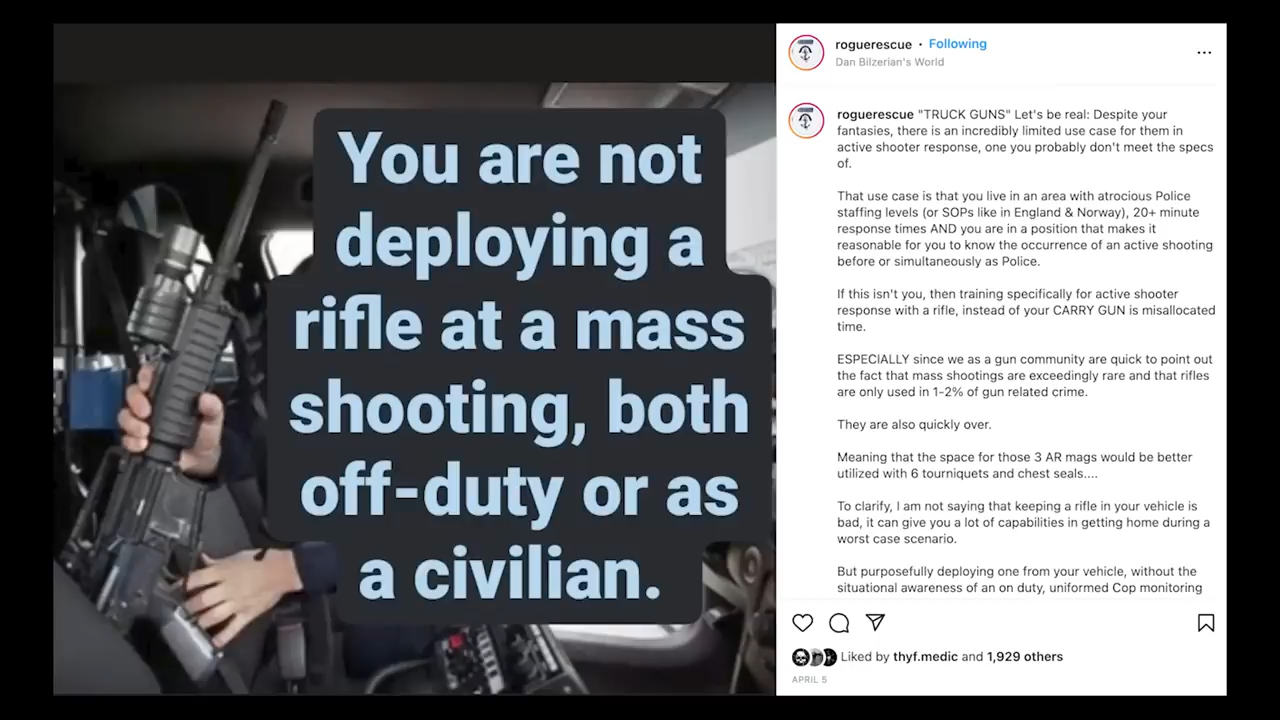 You are not
deploying a
rifle at a mass
shooting, both
off-duty or as
a civilian.
roguerescue • Following
Dan Bilzerian's World
roguerescue "TRUCK GUNS" Let's be real: Despite your
fantasies, there is an incredibly limited use case for them in
active shooter response, one you probably don't meet the specs
of.
That use case is that you live in an area with atrocious Police
staffing levels (or SOPs like in England & Norway), 20+ minute
response times AND you are in a position that makes it
reasonable for you to know the occurrence of an active shooting
before or simultaneously as Police.
If this isn't you, then training specifically for active shooter
response with a rifle, instead of your CARRY GUN is misallocated
time.
ESPECIALLY since we as a gun community are quick to point out
the fact that mass shootings are exceedingly rare and that rifles
are only used in 1-2% of gun related crime.
They are also quickly over.
Meaning that the space for those 3 AR mags would be better
utilized with 6 tourniquets and chest seals....
To clarify, I am not saying that keeping a rifle in your vehicle is
bad, it can give you a lot of capabilities in getting home during a
worst case scenario.
But purposefully deploying one from your vehicle, without the
situational awareness of an on duty, uniformed Cop monitoring
Liked by thyf.medic and 1,929 others
APRIL 5